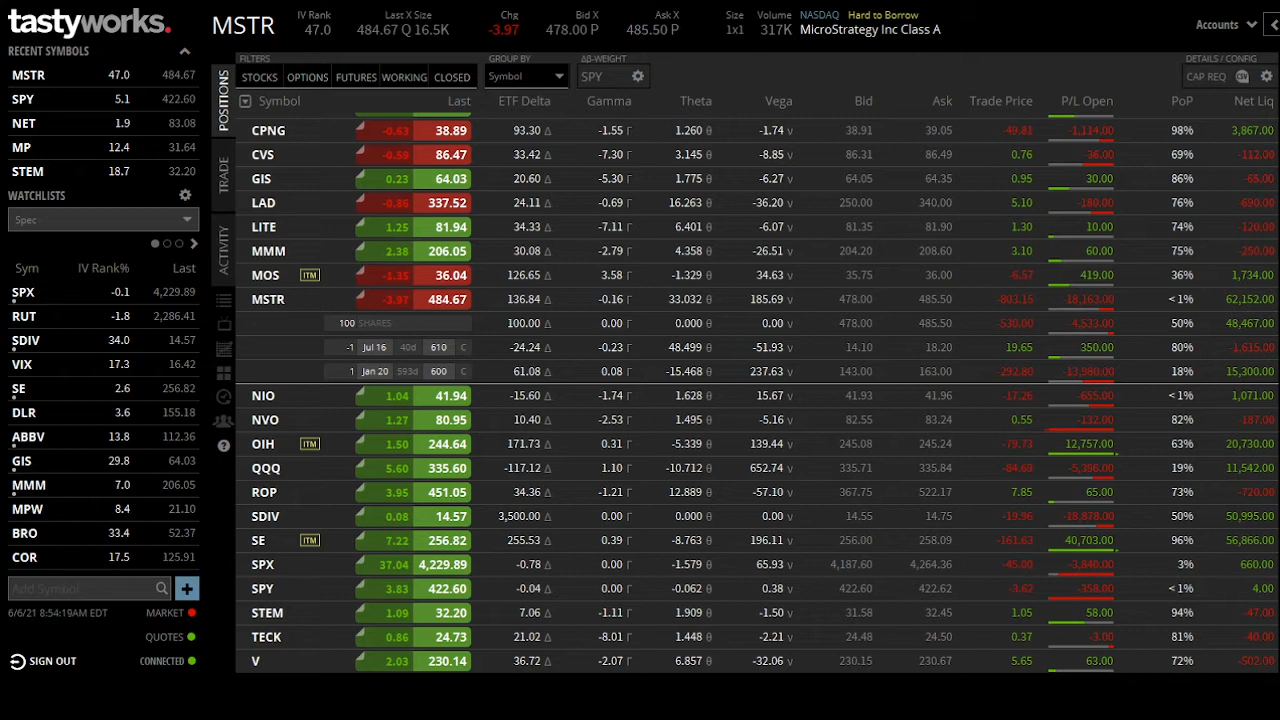 tastyworks.
MSTR
IV Rank
47.0
Last X Size
484.67 Q 16.5K
Chg
-3.97
Bid X
478.00 P
Ask X
485.50 P
Size
1x1
Volume
317K
NASDAQ Hard to Borrow
MicroStrategy Inc Class A
Accounts
RECENT SYMBOLS
MSTR 47.0 484.67
SPY 5.1 422.60
NET 1.9 83.08
MP 12.4 31.64
STEM 18.7 32.20
WATCHLISTS
Spec
Sym IV Rank% Last
SPX -0.1 4,229.89
RUT -1.8 2,286.41
SDIV 34.0 14.57
VIX 17.3 16.42
SE 2.6 256.82
DLR 3.6 155.18
ABBV 13.8 112.36
GIS 29.8 64.03
MMM 7.0 206.05
MPW 8.4 21.10
BRO 33.4 52.37
COR 17.5 125.91
Add Symbol
6/6/21 8:54:19AM EDT MARKET
QUOTES
SIGN OUT CONNECTED
POSITIONS
TRADE
ACTIVITY
FILTERS
STOCKS OPTIONS FUTURES WORKING CLOSED
GROUP BY
Symbol
Δβ-WEIGHT
SPY
DETAILS / CONFIG
CAP REQ CSV
Symbol Last ETF Delta Gamma Theta Vega Bid Ask Trade Price P/L Open PoP Net Liq
CPNG -0.63 38.89 93.30 Δ -1.55 Γ 1.260 θ -1.74 v 38.91 39.05 -49.81 -1,114.00 98% 3,867.00
CVS -0.59 86.47 33.42 Δ -7.30 Γ 3.145 θ -8.85 v 86.31 86.49 0.76 -36.00 69% -112.00
GIS 0.23 64.03 20.60 Δ -5.30 Γ 1.775 θ -6.27 v 64.05 64.35 0.95 30.00 86% -65.00
LAD -0.86 337.52 24.11 Δ -0.69 Γ 16.263 θ -36.20 v 250.00 340.00 5.10 -180.00 76% -690.00
LITE 1.25 81.94 34.33 Δ -7.11 Γ 6.401 θ -6.07 v 81.35 81.90 1.30 10.00 74% -120.00
MMM 2.38 206.05 30.08 Δ -2.79 Γ 4.358 θ -26.51 v 204.20 206.60 3.10 60.00 75% -250.00
MOS ITM -1.35 36.04 126.65 Δ 3.58 Γ -1.329 θ 34.63 v 35.75 36.00 -6.57 419.00 36% 1,734.00
MSTR -3.97 484.67 136.84 Δ -0.16 Γ 33.032 θ 185.69 v 478.00 485.50 -803.15 -18,163.00 < 1% 62,152.00
100 SHARES 100.00 Δ 0.00 Γ 0.000 θ 0.00 v 478.00 485.50 -530.00 -4,533.00 50% 48,467.00
-1 Jul 16 40d 610 C -24.24 Δ -0.23 Γ 48.499 θ -51.93 v 14.10 18.20 19.65 350.00 80% -1,615.00
1 Jan 20 593d 600 C 61.08 Δ 0.08 Γ -15.468 θ 237.63 v 143.00 163.00 -292.80 -13,980.00 18% 15,300.00
NIO 1.04 41.94 -15.60 Δ -1.74 Γ 1.628 θ -1.67 v 41.93 41.96 -17.26 -655.00 < 1% 1,071.00
NVO 1.27 80.95 10.40 Δ -2.53 Γ 1.495 θ 5.16 v 82.55 83.24 0.55 -132.00 82% -187.00
OIH ITM 1.50 244.64 171.73 Δ 0.31 Γ -5.339 θ 139.44 v 245.08 245.24 -79.73 12,757.00 63% 20,730.00
QQQ 5.60 335.60 -117.12 Δ 1.10 Γ -10.712 θ 652.74 v 335.71 335.84 -84.69 -5,396.00 19% 11,542.00
ROP 3.95 451.05 34.36 Δ -1.21 Γ 12.889 θ -57.10 v 367.75 522.17 7.85 65.00 73% -720.00
SDIV 0.08 14.57 3,500.00 Δ 0.00 Γ 0.000 θ 0.00 v 14.55 14.75 -19.96 -18,878.00 50% 50,995.00
SE ITM 7.22 256.82 255.53 Δ 0.39 Γ -8.763 θ 196.11 v 256.00 258.09 -161.63 40,703.00 96% 56,866.00
SPX 37.04 4,229.89 -0.78 Δ 0.00 Γ -1.579 θ 65.93 v 4,187.60 4,264.36 -45.00 -3,840.00 3% 660.00
SPY 3.83 422.60 -0.04 Δ 0.00 Γ -0.062 θ 0.38 v 422.60 422.62 -3.62 -358.00 < 1% 4.00
STEM 1.09 32.20 7.06 Δ -1.11 Γ 1.909 θ -1.50 v 31.58 32.45 1.05 58.00 94% -47.00
TECK 0.86 24.73 21.02 Δ -8.01 Γ 1.448 θ -2.21 v 24.48 24.50 0.37 -3.00 81% -40.00
V 2.03 230.14 36.72 Δ -2.07 Γ 6.857 θ -32.06 v 230.15 230.67 5.65 63.00 72% -502.00